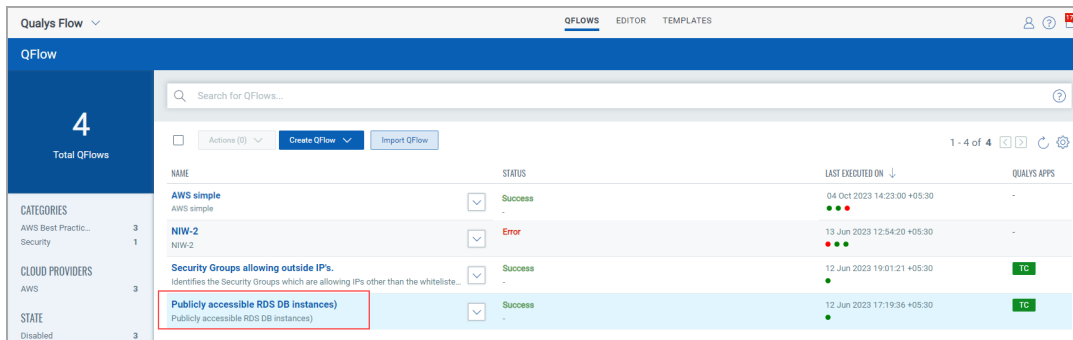 Qualys Flow
QFLOWS EDITOR TEMPLATES
17
QFlow
4
Total QFlows
Search for QFlows...
Actions (0) Create QFlow Import QFlow
1 - 4 of 4
NAME STATUS LAST EXECUTED ON QUALYS APPS
AWS simple Success 04 Oct 2023 14:23:00 +05:30 -
AWS simple -
NIW-2 Error 13 Jun 2023 12:54:20 +05:30 -
NIW-2
Security Groups allowing outside IP's. Success 12 Jun 2023 19:01:21 +05:30 TC
Identifies the Security Groups which are allowing IPs other than the whiteliste... -
Publicly accessible RDS DB instances) Success 12 Jun 2023 17:19:36 +05:30 TC
Publicly accessible RDS DB instances) -
CATEGORIES
AWS Best Practic... 3
Security 1
CLOUD PROVIDERS
AWS 3
STATE
Disabled 3